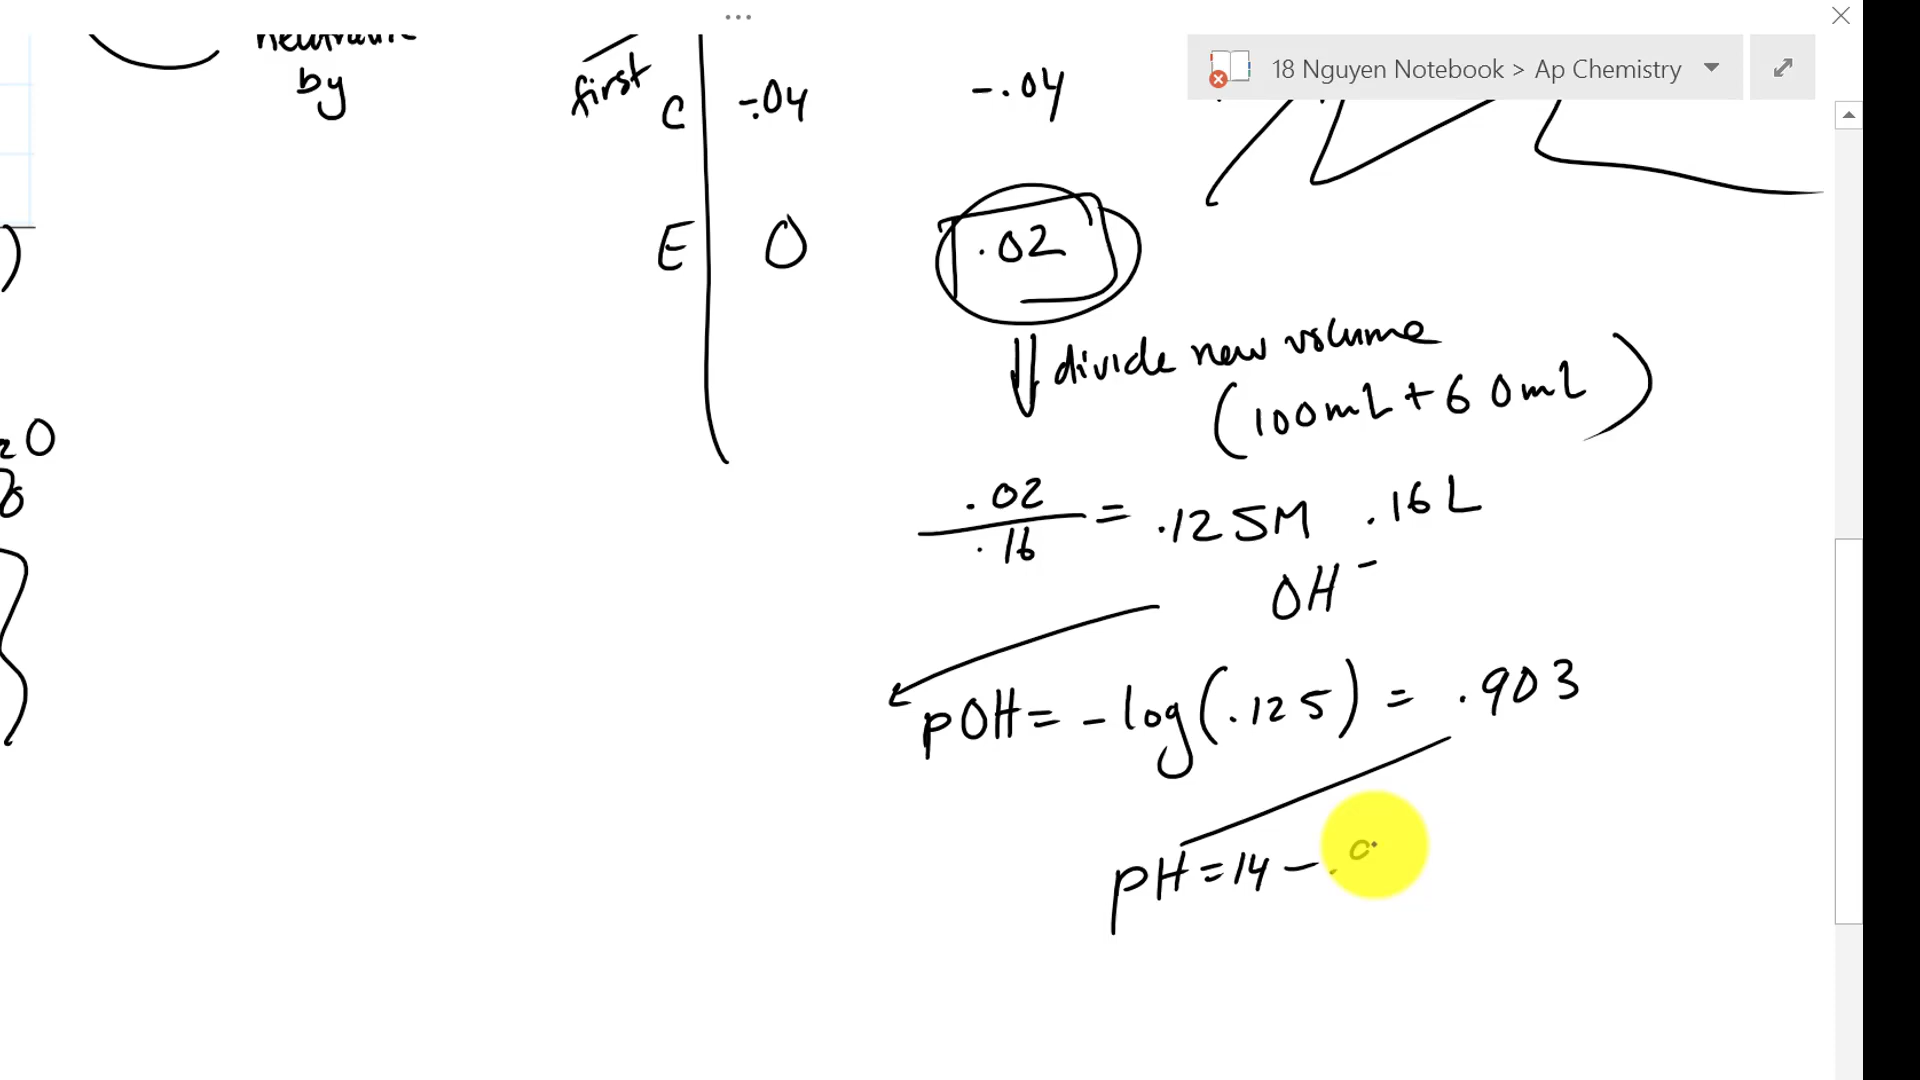 18 Nguyen Notebook > Ap Chemistry
by
first
C -.04 -.04
E 0 .02
divide new volume
(100mL + 60mL)
.02
.16
= .125M .16L
OH⁻
pOH = -log(.125) = .903
pH = 14 - .
)
₂O